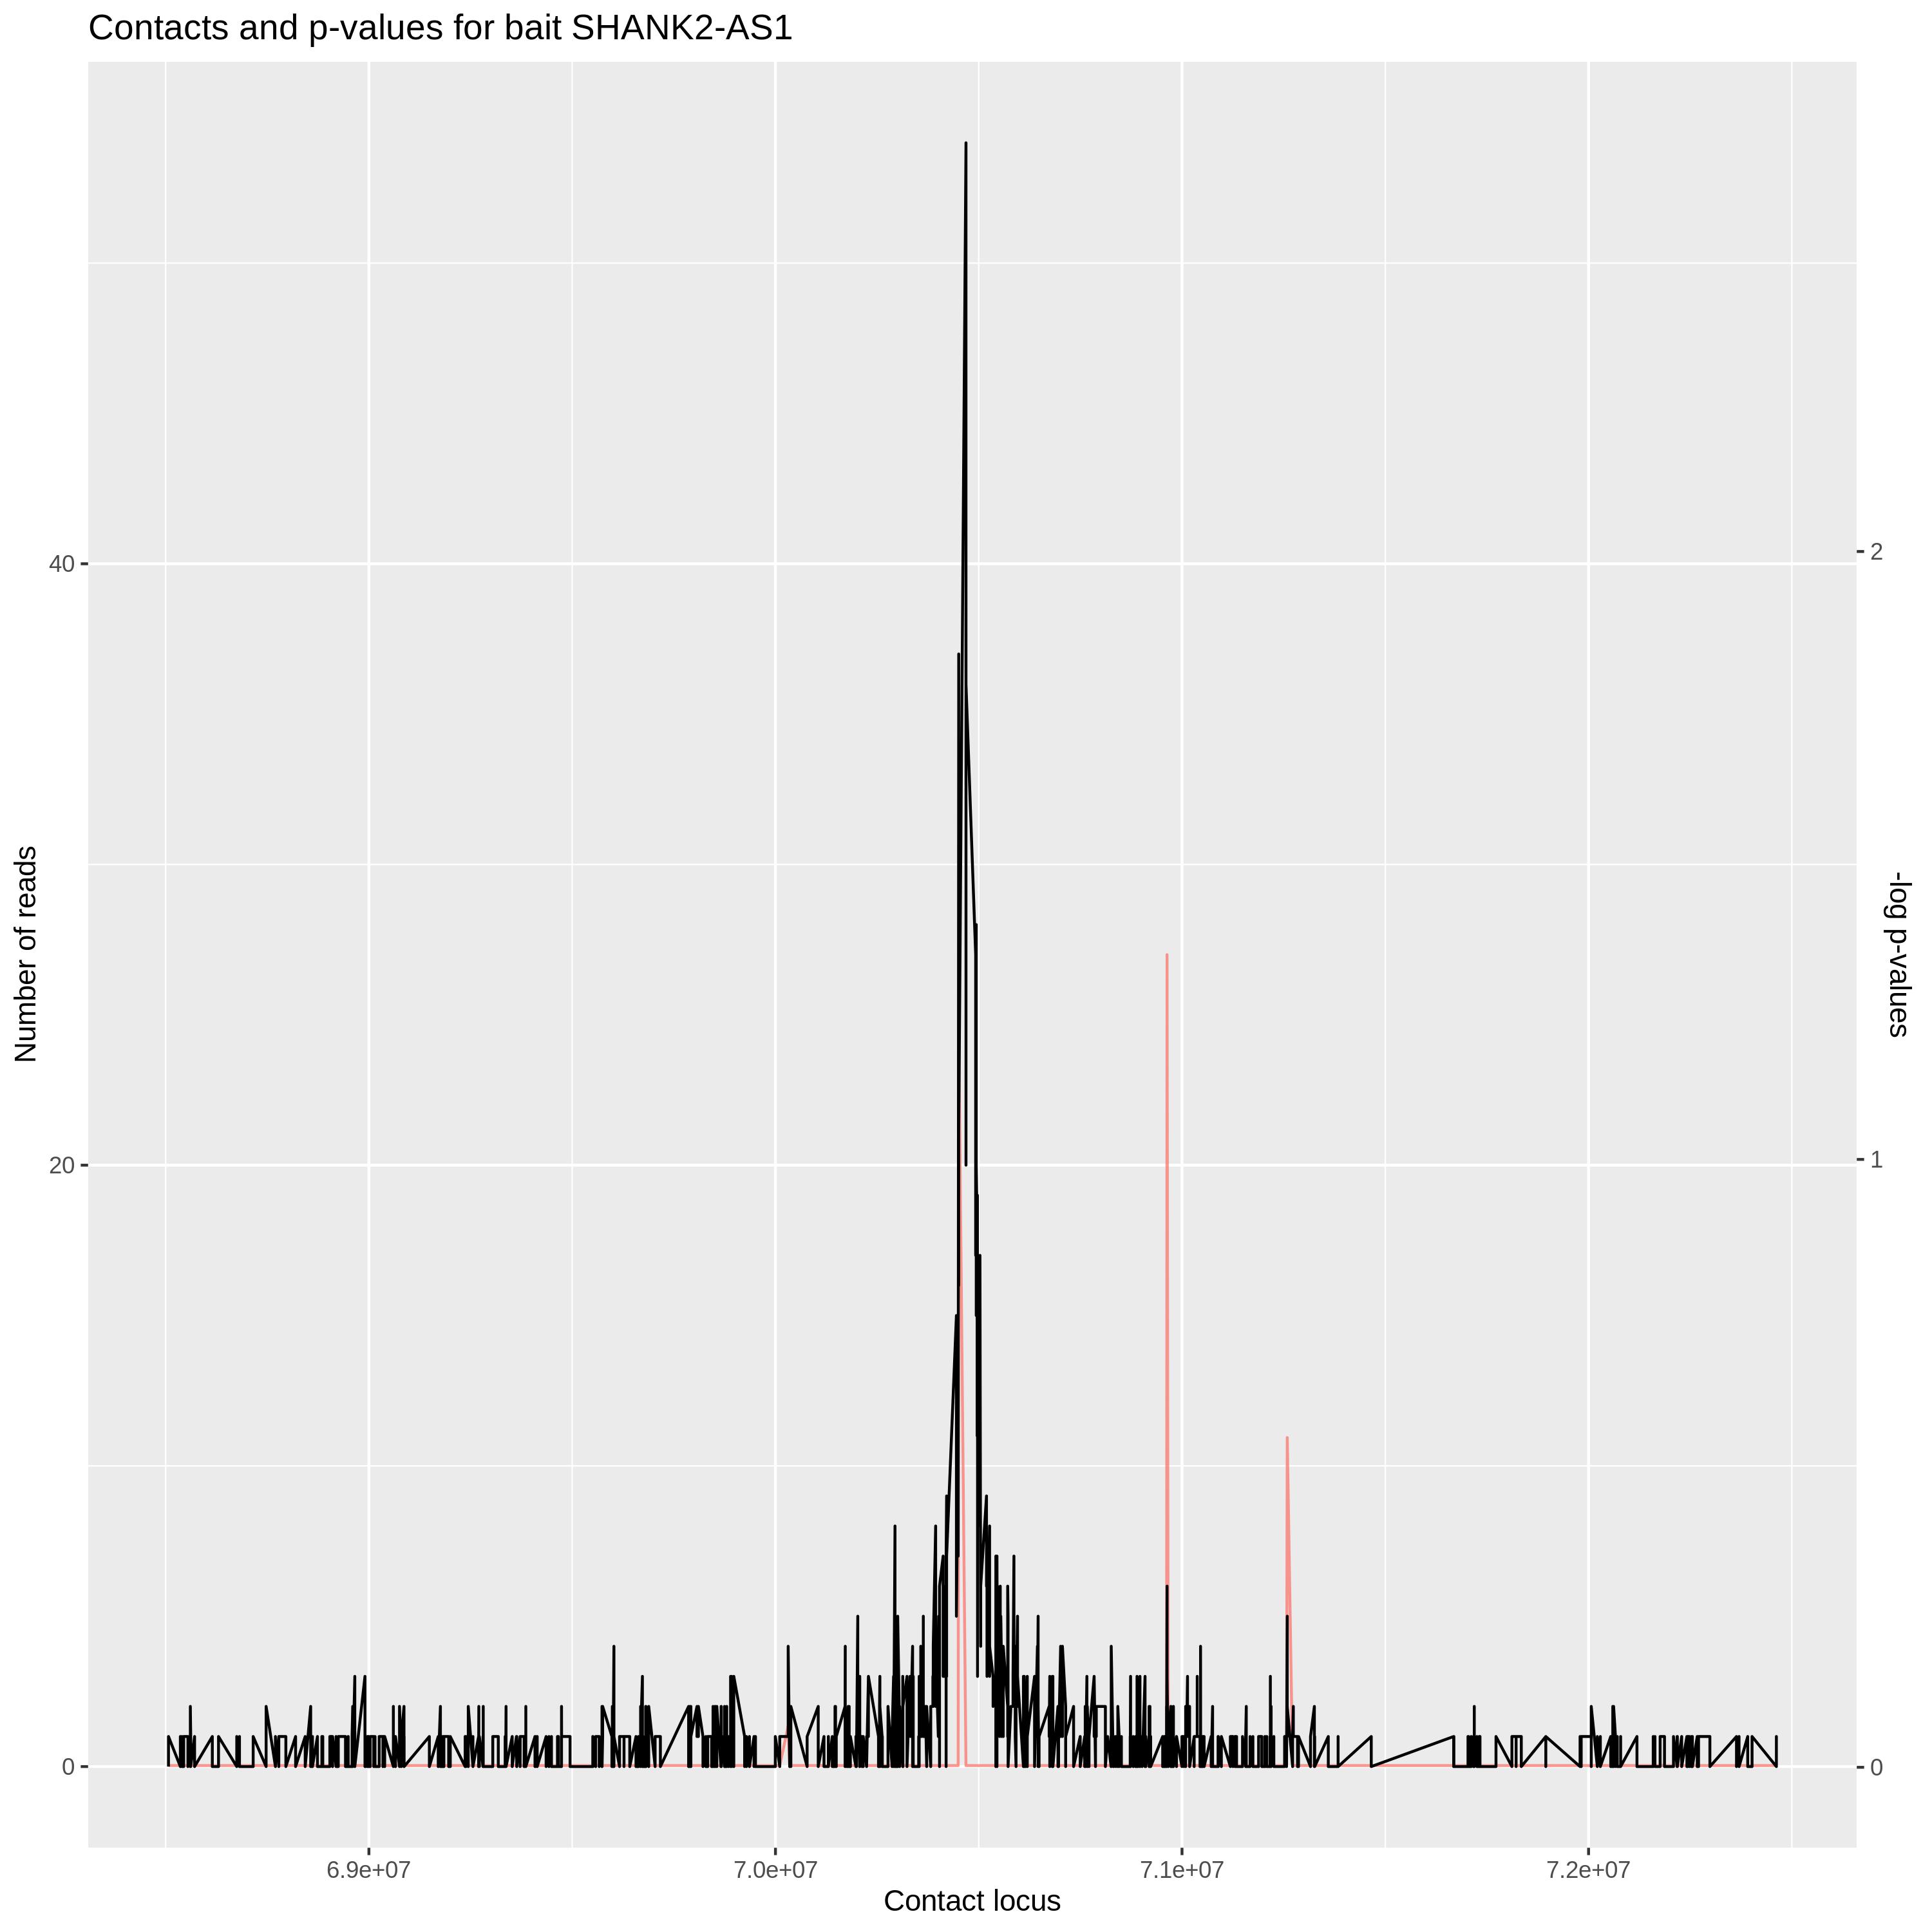 Contacts and p-values for bait SHANK2-AS1
Number of reads
40
20
0
2
1
0
-log p-values
6.9e+07 7.0e+07 7.1e+07 7.2e+07
Contact locus